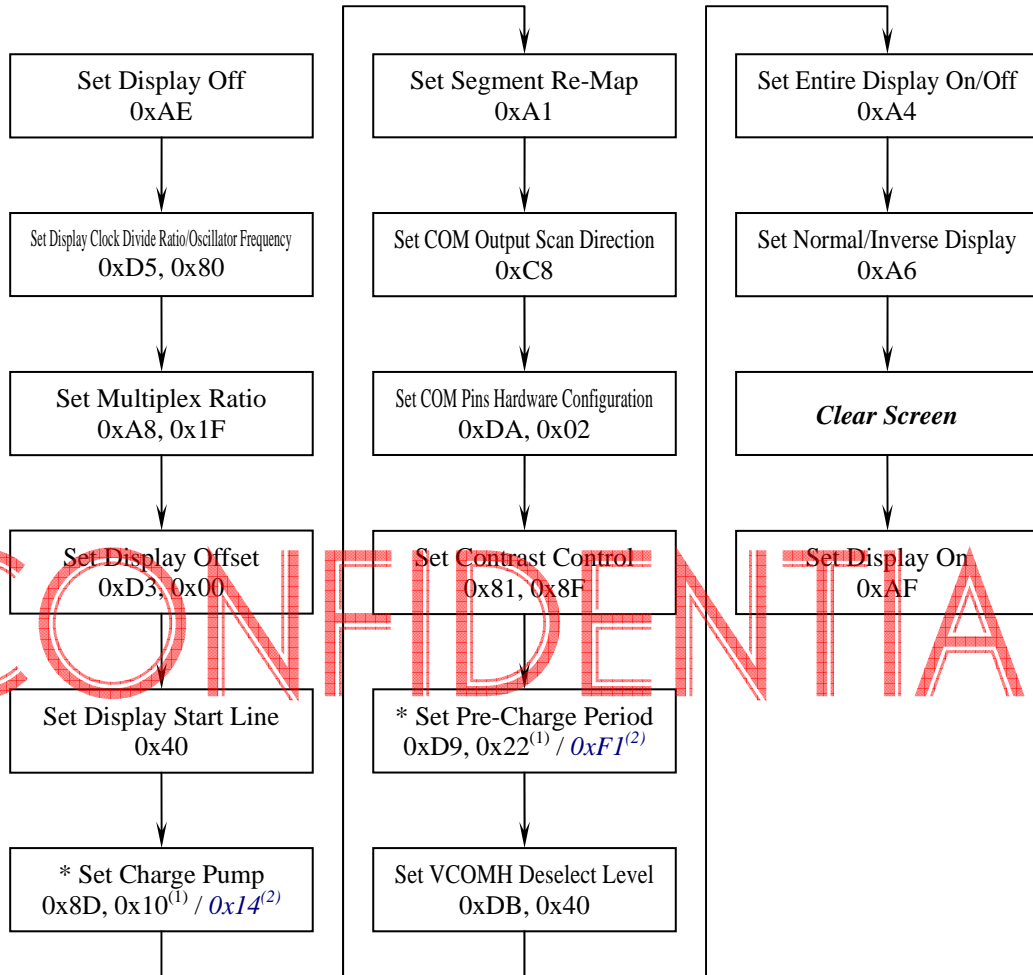 Set Display Off
0xAE
Set Display Clock Divide Ratio/Oscillator Frequency
0xD5, 0x80
Set Multiplex Ratio
0xA8, 0x1F
Set Display Offset
0xD3, 0x00
Set Display Start Line
0x40
* Set Charge Pump
0x8D, 0x10(1) / 0x14(2)
Set Segment Re-Map
0xA1
Set COM Output Scan Direction
0xC8
Set COM Pins Hardware Configuration
0xDA, 0x02
Set Contrast Control
0x81, 0x8F
* Set Pre-Charge Period
0xD9, 0x22(1) / 0xF1(2)
Set VCOMH Deselect Level
0xDB, 0x40
Set Entire Display On/Off
0xA4
Set Normal/Inverse Display
0xA6
Clear Screen
Set Display On
0xAF
CONFIDENTIA